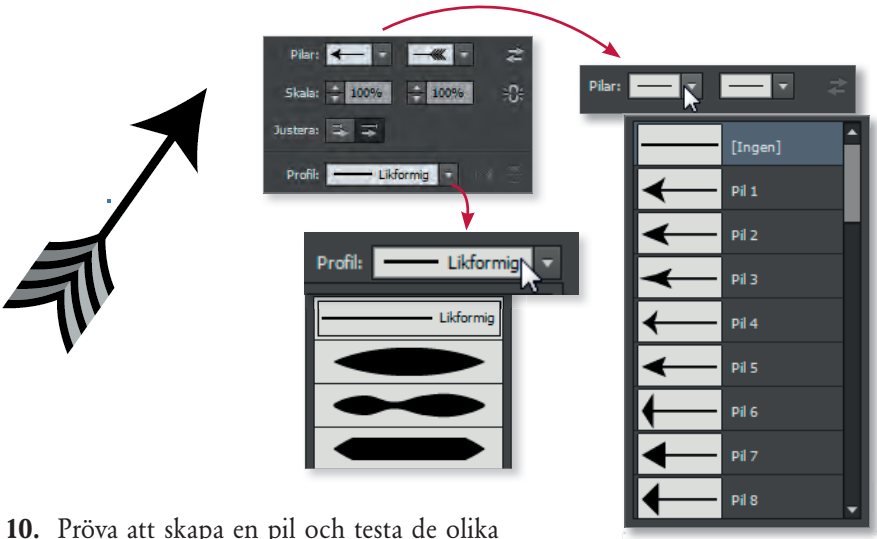 Pilar:
Skala: 100% 100%
Justera:
Profil: Likformig
Pilar:
[Ingen]
Pil 1
Pil 2
Pil 3
Pil 4
Pil 5
Pil 6
Pil 7
Pil 8
Profil: Likformig
Likformig
10. Pröva att skapa en pil och testa de olika